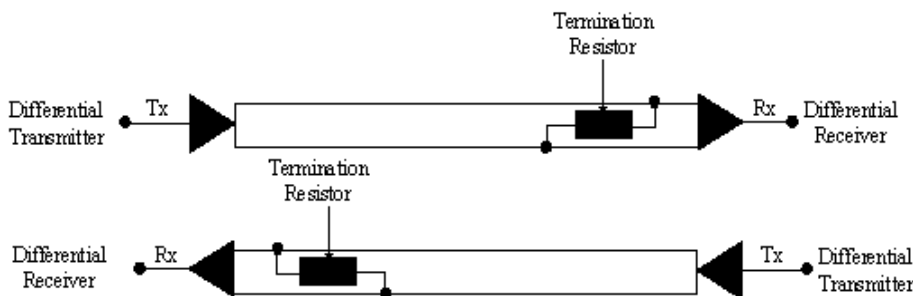 Termination
Resistor
Differential
Transmitter
Tx
Rx
Differential
Receiver
Termination
Resistor
Differential
Receiver
Rx
Tx
Differential
Transmitter